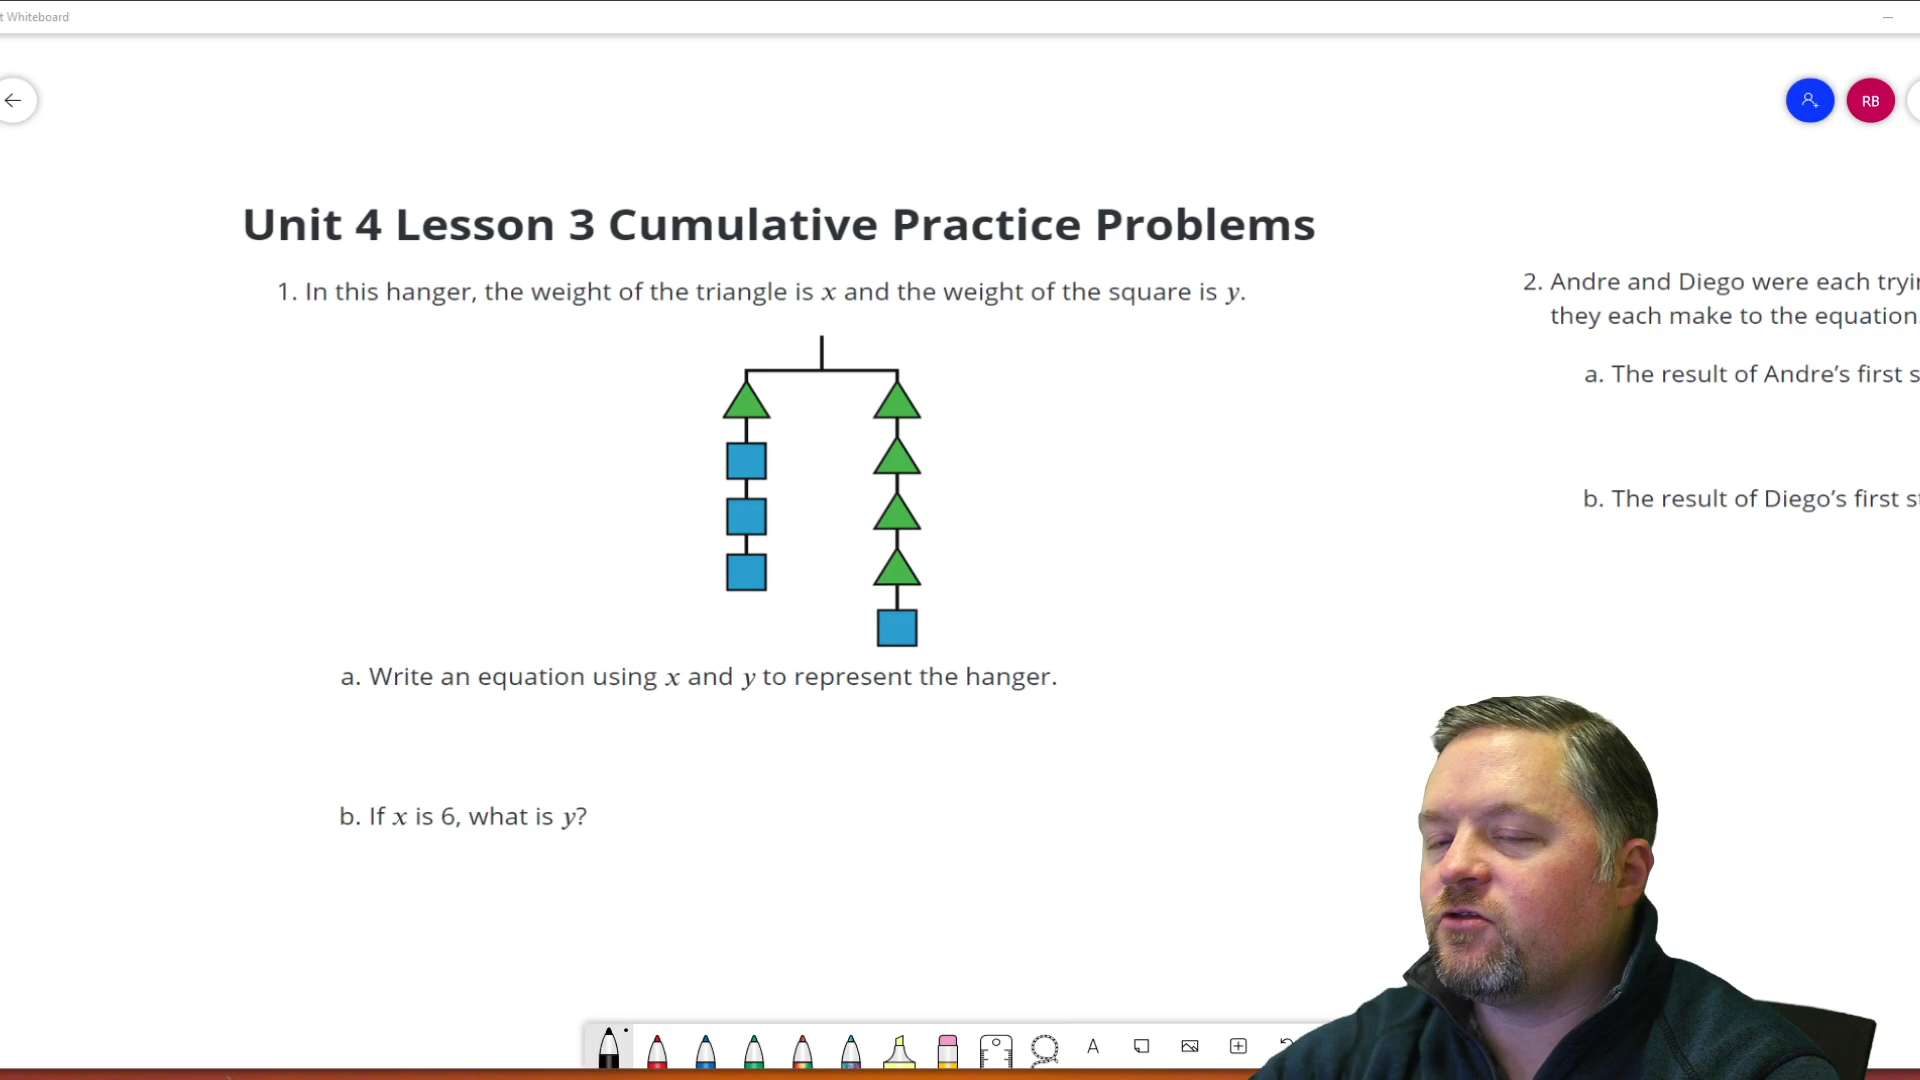 t Whiteboard
RB
Unit 4 Lesson 3 Cumulative Practice Problems
1. In this hanger, the weight of the triangle is x and the weight of the square is y.
a. Write an equation using x and y to represent the hanger.
b. If x is 6, what is y?
2. Andre and Diego were each
they each make to the equation
a. The result of Andre's first
b. The result of Diego's first
A